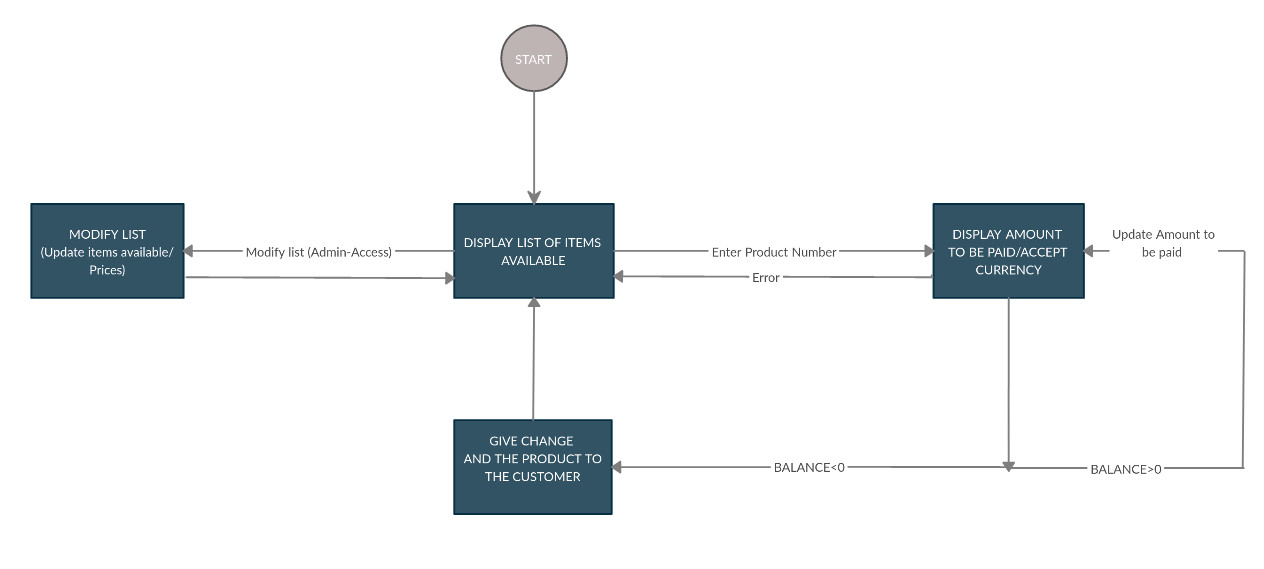 START
MODIFY LIST
(Update items available/
Prices)
Modify list (Admin-Access)
DISPLAY LIST OF ITEMS
AVAILABLE
Enter Product Number
Error
DISPLAY AMOUNT
TO BE PAID/ACCEPT
CURRENCY
Update Amount to
be paid
GIVE CHANGE
AND THE PRODUCT TO
THE CUSTOMER
BALANCE<0
BALANCE>0